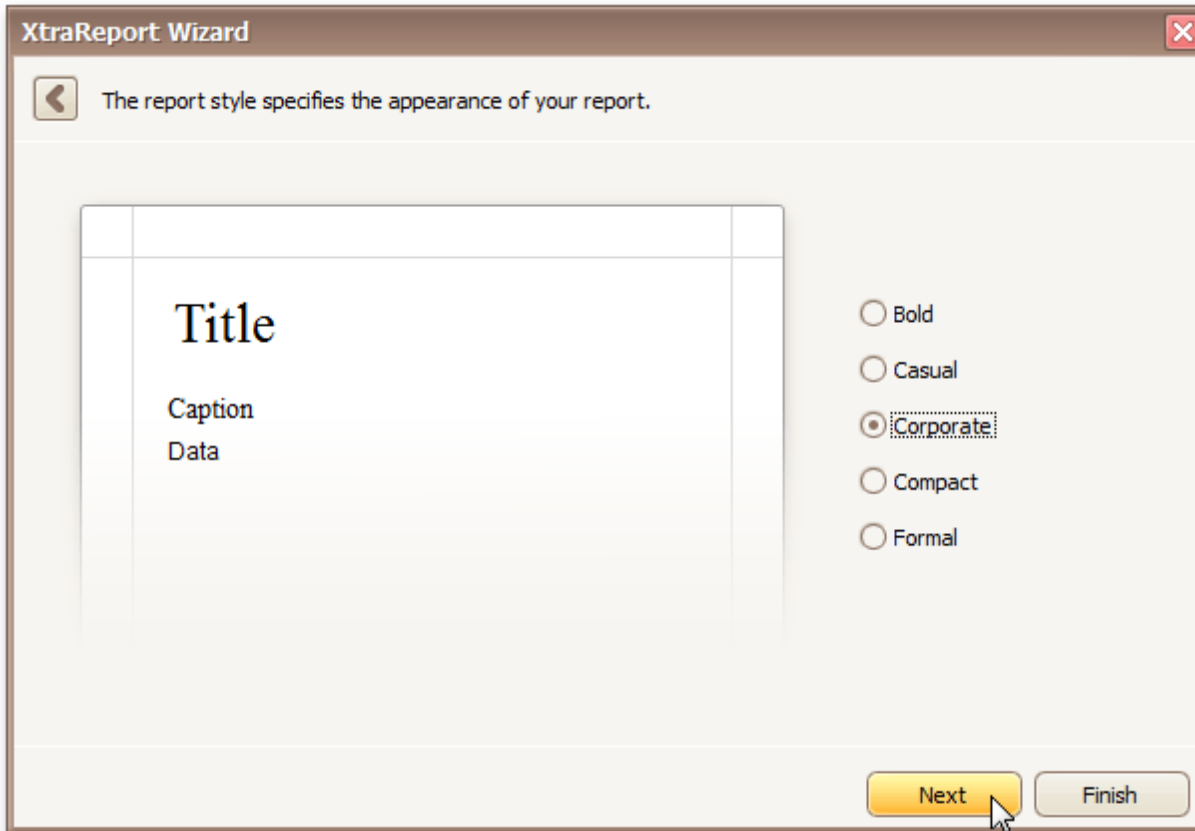 XtraReport Wizard
The report style specifies the appearance of your report.
Title
Caption
Data
Bold
Casual
Corporate
Compact
Formal
Next
Finish